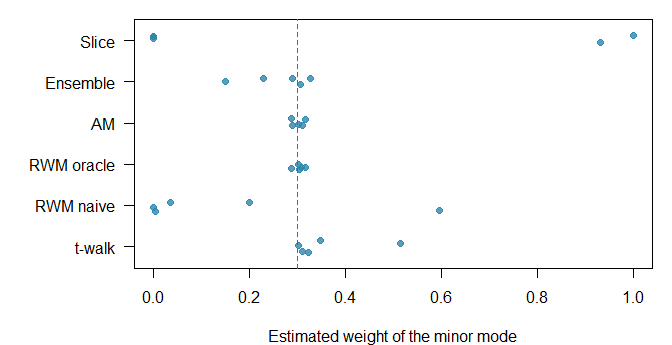 Slice
Ensemble
AM
RWM oracle
RWM naive
t-walk
0.0 0.2 0.4 0.6 0.8 1.0
Estimated weight of the minor mode